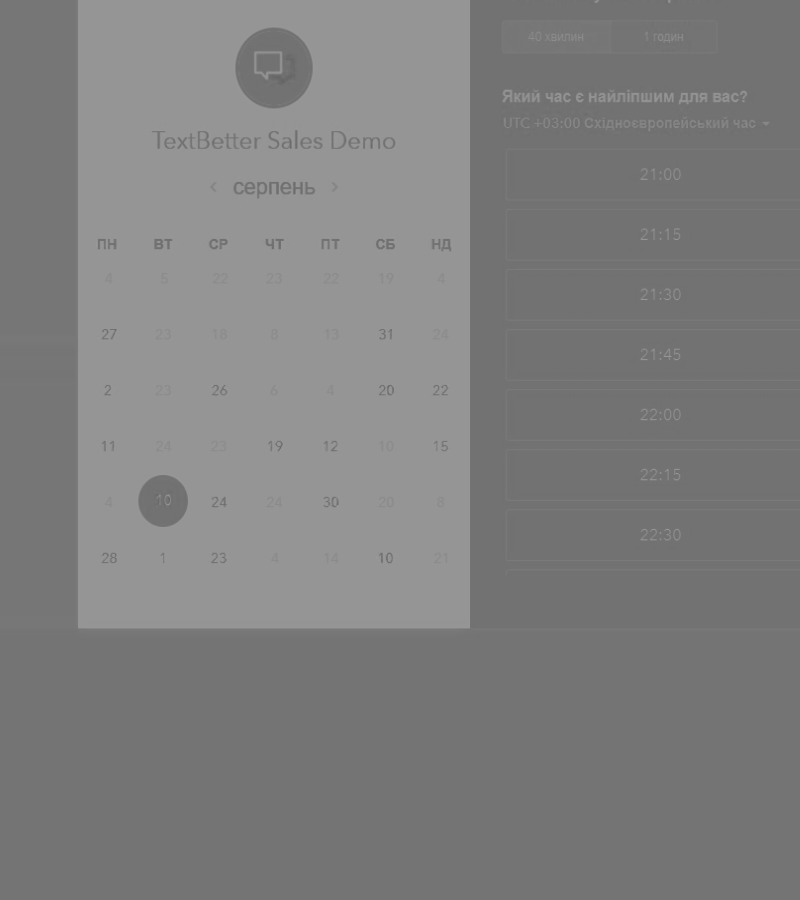 TextBetter Sales Demo
серпень
ПН ВТ СР ЧТ ПТ СБ НД
4 5 22 23 22 19 4
27 23 18 8 13 31 24
2 23 26 6 4 20 22
11 24 23 19 12 10 15
4 10 24 24 30 20 8
28 1 23 4 14 10 21
40 хвилин 1 годин
Який час є найліпшим для вас?
UTC +03:00 Східноєвропейський час
21:00
21:15
21:30
21:45
22:00
22:15
22:30